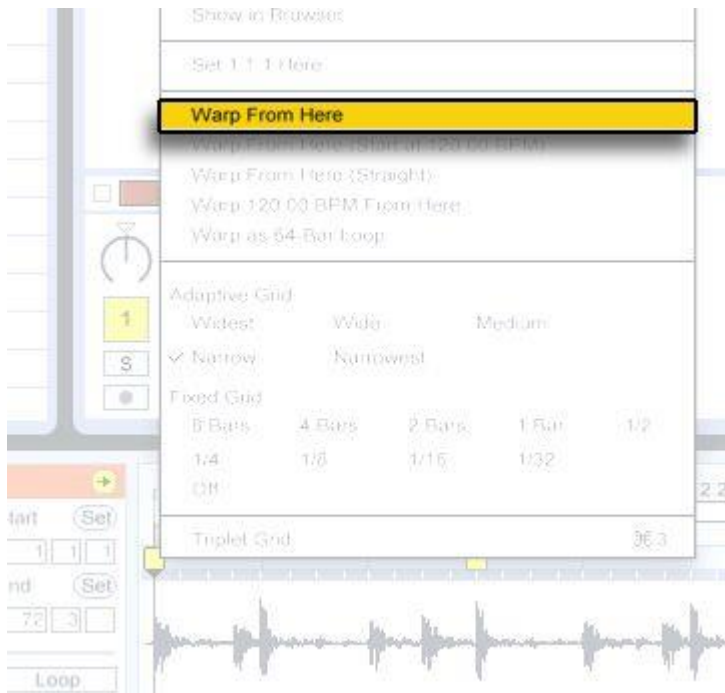 Show in Browser
Set 1.1.1 Here
Warp From Here
Warp From Here (Start at 120.00 BPM)
Warp From Here (Straight)
Warp 120.00 BPM From Here
Warp as 64-Bar Loop
Adaptive Grid
Widest Wide Medium
✓ Narrow Narrowest
Fixed Grid
8 Bars 4 Bars 2 Bars 1 Bar 1/2
1/4 1/8 1/16 1/32
Off
Triplet Grid ⌘3
1
S
tart Set
1 1 1
nd Set
72 3
Loop
2.2